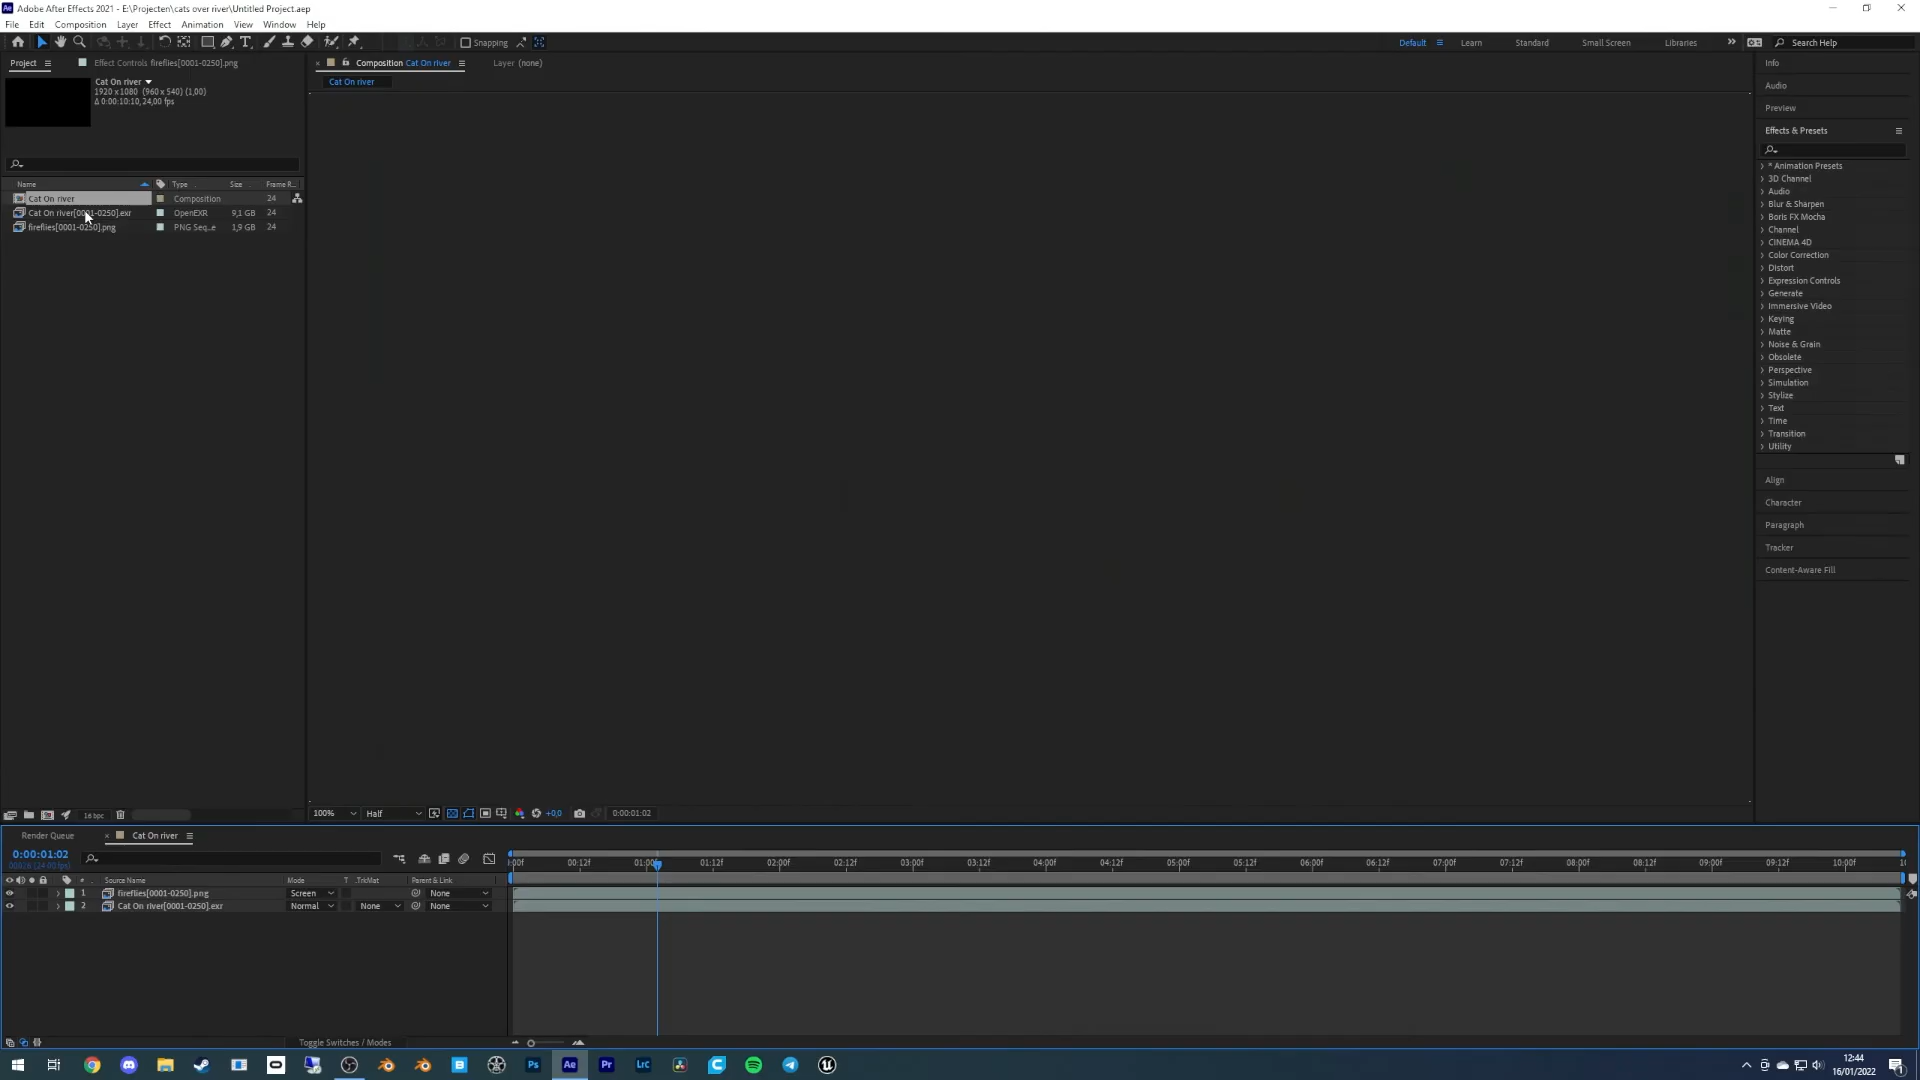 Adobe After Effects 2021 - E:\Projecten\cats over river\Untitled Project.aep
File Edit Composition Layer Effect Animation View Window Help
Snapping
Default Learn Standard Small Screen Libraries Search Help
Project Effect Controls fireflies[0001-0250].png
Composition Cat On river Layer (none)
Cat On river
Cat On river
1920 x 1080 (960 x 540) (1,00)
Δ 0:00:10:10, 24,00 fps
Name Type Size Frame R...
Cat On river Composition 24
Cat On river[0001-0250].exr OpenEXR 9,1 GB 24
fireflies[0001-0250].png PNG Seq...e 1,9 GB 24
Info
Audio
Preview
Effects & Presets
* Animation Presets
3D Channel
Audio
Blur & Sharpen
Boris FX Mocha
Channel
CINEMA 4D
Color Correction
Distort
Expression Controls
Generate
Immersive Video
Keying
Matte
Noise & Grain
Obsolete
Perspective
Simulation
Stylize
Text
Time
Transition
Utility
Align
Character
Paragraph
Tracker
Content-Aware Fill
16 bpc
100% Half +0,0 0:00:01:02
Render Queue Cat On river
0:00:01:02
:00f 00:12f 01:00f 01:12f 02:00f 02:12f 03:00f 03:12f 04:00f 04:12f 05:00f 05:12f 06:00f 06:12f 07:00f 07:12f 08:00f 08:12f 09:00f 09:12f 10:00f
# Source Name Mode T .TrkMat Parent & Link
1 fireflies[0001-0250].png Screen None
2 Cat On river[0001-0250].exr Normal None None
Toggle Switches / Modes
Ps Ae Pr LrC
12:44
16/01/2022